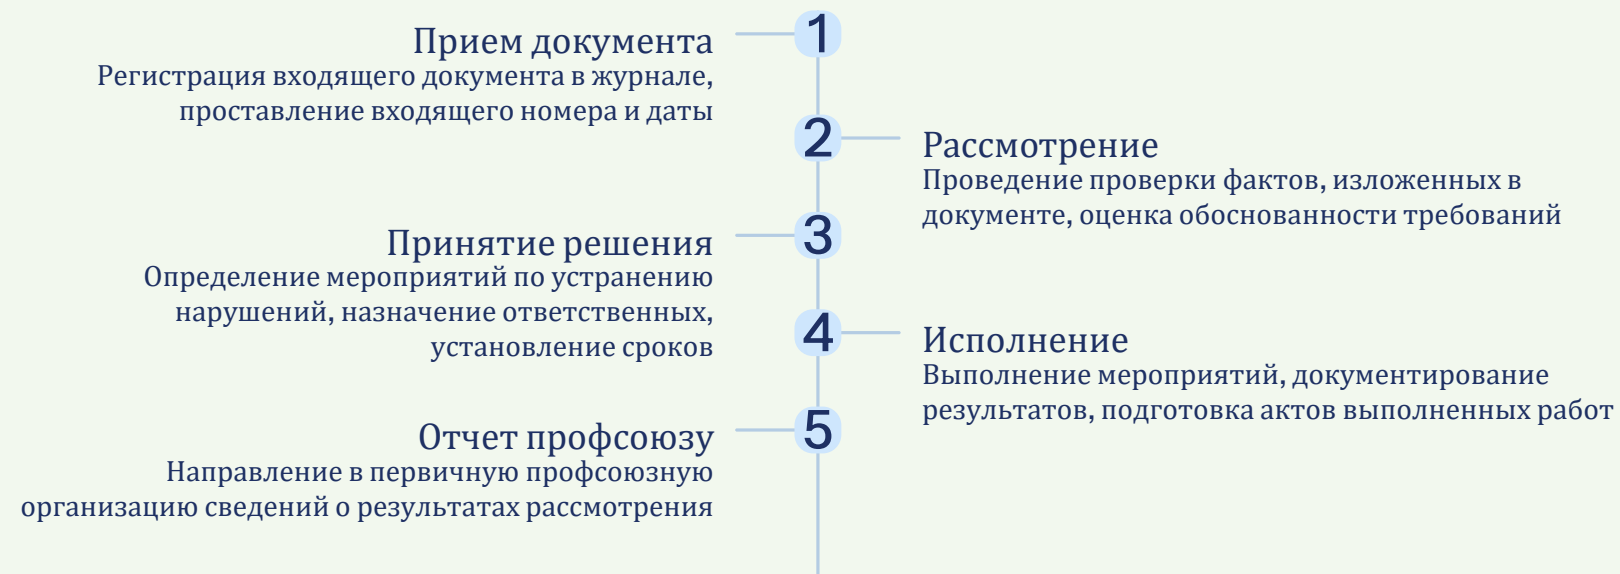 1
Прием документа
Регистрация входящего документа в журнале,
проставление входящего номера и даты
2
Рассмотрение
Проведение проверки фактов, изложенных в
документе, оценка обоснованности требований
3
Принятие решения
Определение мероприятий по устранению
нарушений, назначение ответственных,
установление сроков
4
Исполнение
Выполнение мероприятий, документирование
результатов, подготовка актов выполненных работ
5
Отчет профсоюзу
Направление в первичную профсоюзную
организацию сведений о результатах рассмотрения